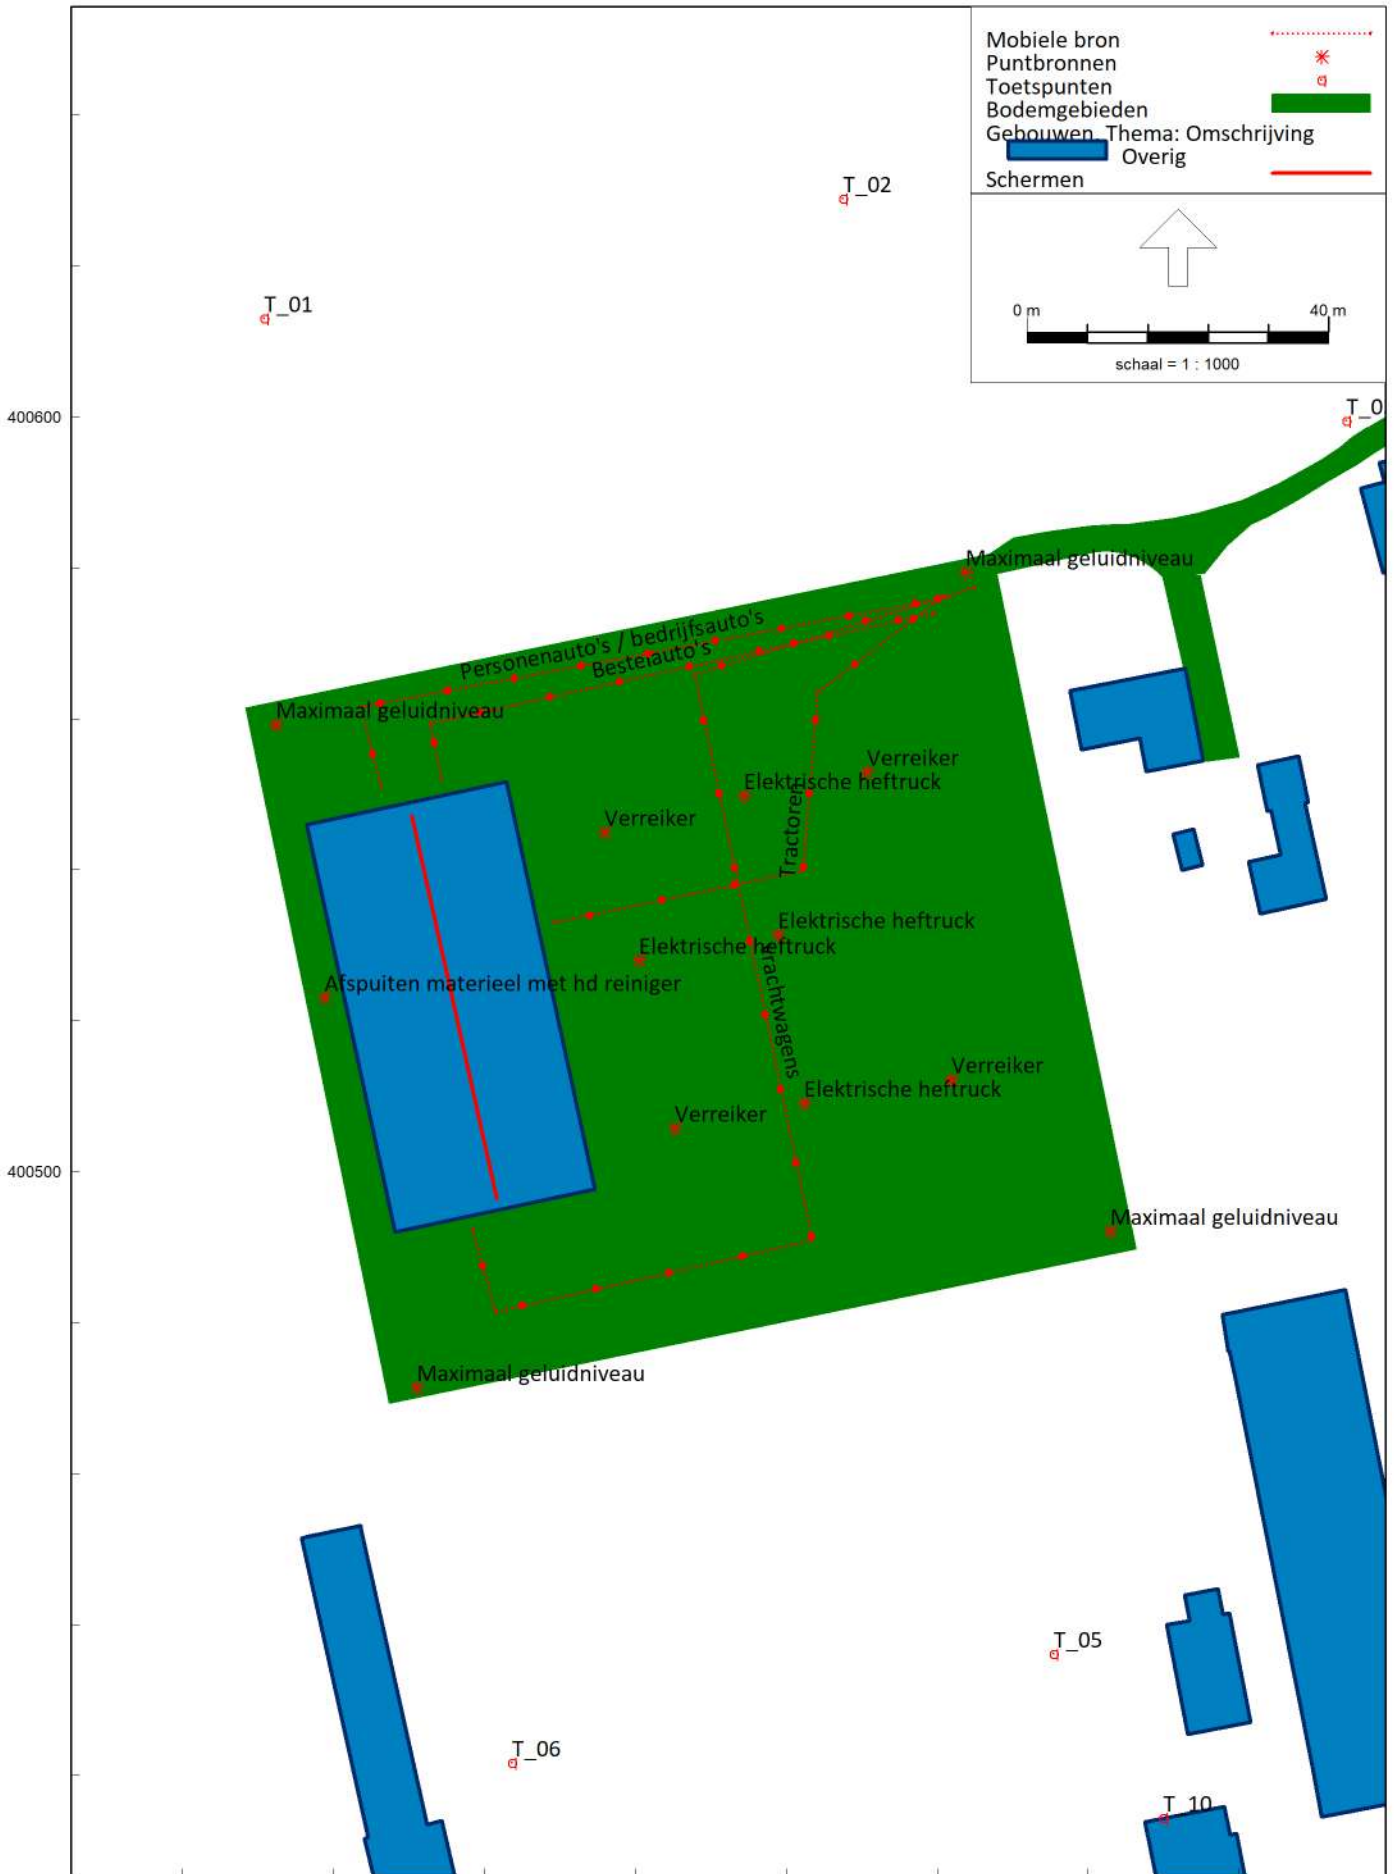 Mobiele bron
Puntbronnen
Toetspunten
Bodemgebieden
Gebouwen, Thema: Omschrijving
Overig
Schermen
T_02
T_01
0 m
40 m
schaal = 1 : 1000
T_0
400600
Maximaal geluidniveau
Personenauto's / bedrijfsauto's
Bestelauto's
Maximaal geluidniveau
Verreiker
Elektrische heftruck
Verreiker
Tractoren
Elektrische heftruck
Elektrische heftruck
Afspuiten materieel met hd reiniger
Vrachtwagens
Verreiker
Elektrische heftruck
Verreiker
400500
Maximaal geluidniveau
Maximaal geluidniveau
T_05
T_06
T_10